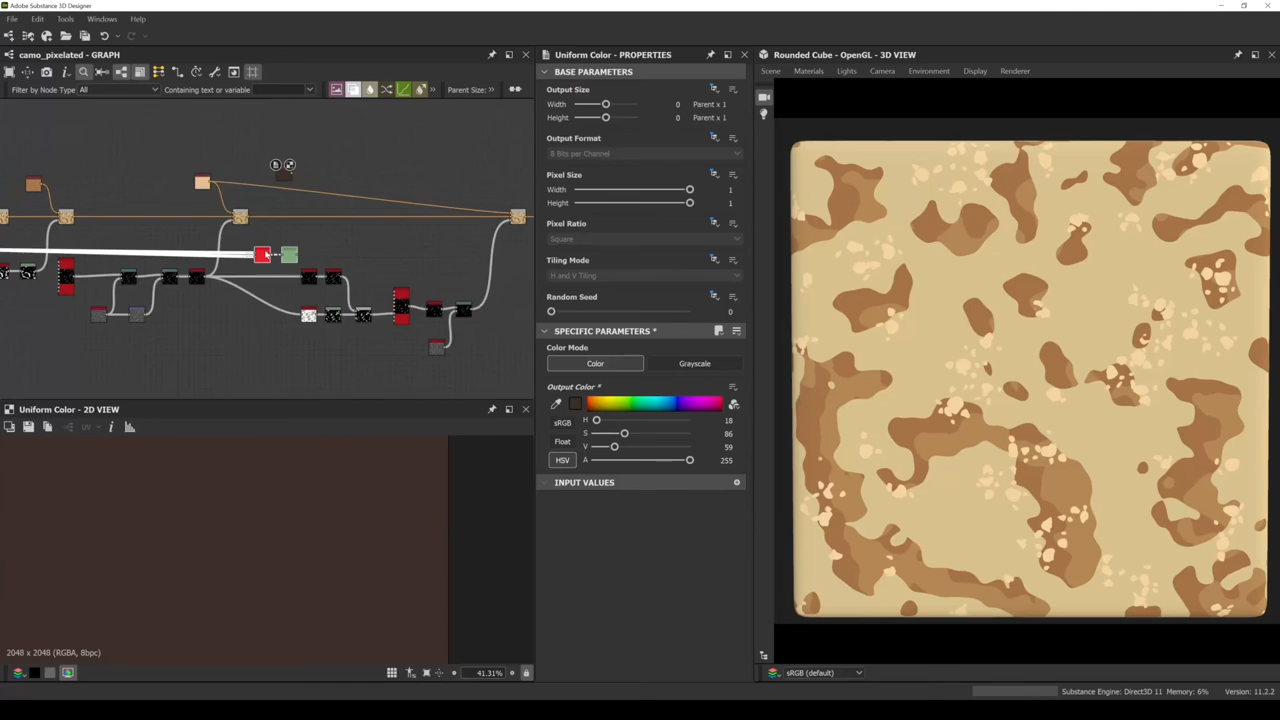 Adobe Substance 3D Designer
File Edit Tools Windows Help
camo_pixelated - GRAPH
Filter by Node Type All Containing text or variable Parent Size:
Uniform Color - PROPERTIES
BASE PARAMETERS
Output Size
Width 0 Parent x 1
Height 0 Parent x 1
Output Format
8 Bits per Channel
Pixel Size
Width 1
Height 1
Pixel Ratio
Square
Tiling Mode
H and V Tiling
Random Seed
0
SPECIFIC PARAMETERS *
Color Mode
Color Grayscale
Output Color *
sRGB
Float
HSV
H 18
S 86
V 59
A 255
INPUT VALUES
Rounded Cube - OpenGL - 3D VIEW
Scene Materials Lights Camera Environment Display Renderer
sRGB (default)
Uniform Color - 2D VIEW
UV
2048 x 2048 (RGBA, 8bpc)
41.31%
Substance Engine: Direct3D 11 Memory: 6% Version: 11.2.2